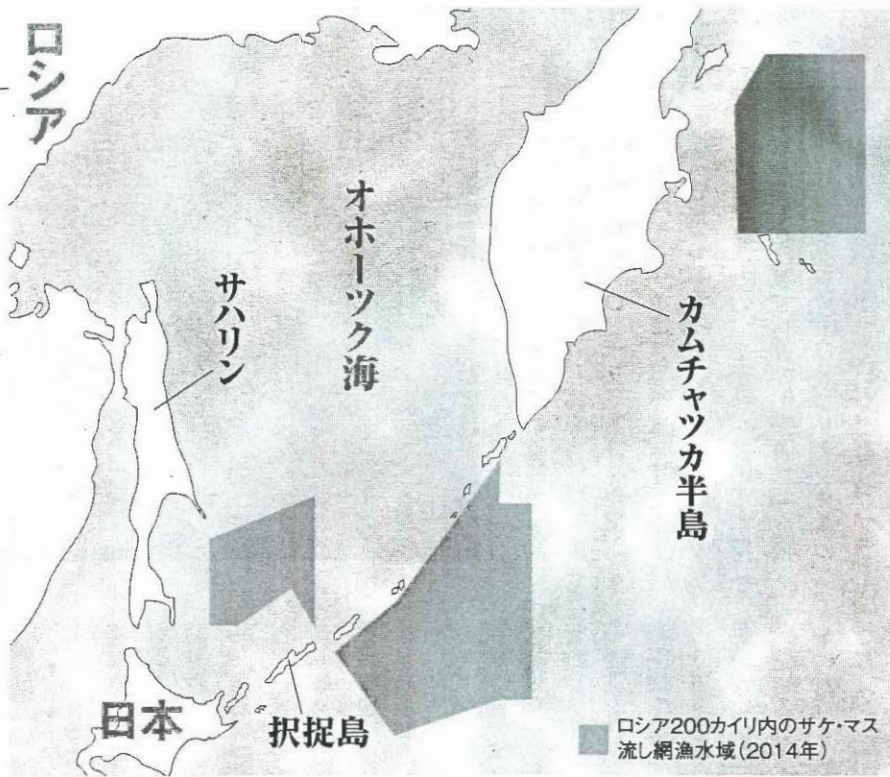 ロシア
オホーツク海
サハリン
カムチャツカ半島
日本
択捉島
ロシア200カイリ内のサケ・マス
流し網漁水域(2014年)